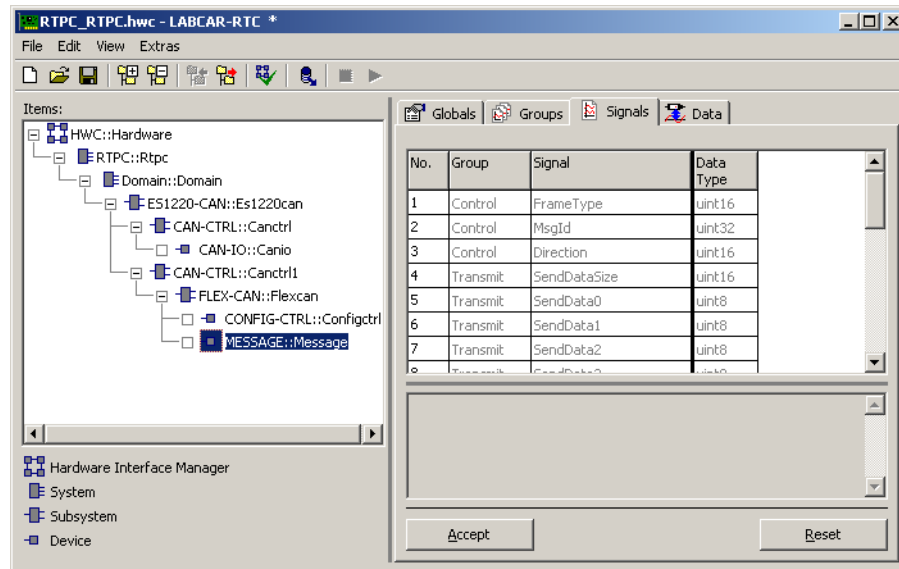 RTPC_RTPC.hwc - LABCAR-RTC *
File Edit View Extras
Items:
HWC::Hardware
RTPC::Rtpc
Domain::Domain
ES1220-CAN::Es1220can
CAN-CTRL::Canctrl
CAN-IO::Canio
CAN-CTRL::Canctrl1
FLEX-CAN::Flexcan
CONFIG-CTRL::Configctrl
MESSAGE::Message
Hardware Interface Manager
System
Subsystem
Device
Globals Groups Signals Data
No. Group Signal Data Type
1 Control FrameType uint16
2 Control MsgId uint32
3 Control Direction uint16
4 Transmit SendDataSize uint16
5 Transmit SendData0 uint8
6 Transmit SendData1 uint8
7 Transmit SendData2 uint8
Accept Reset